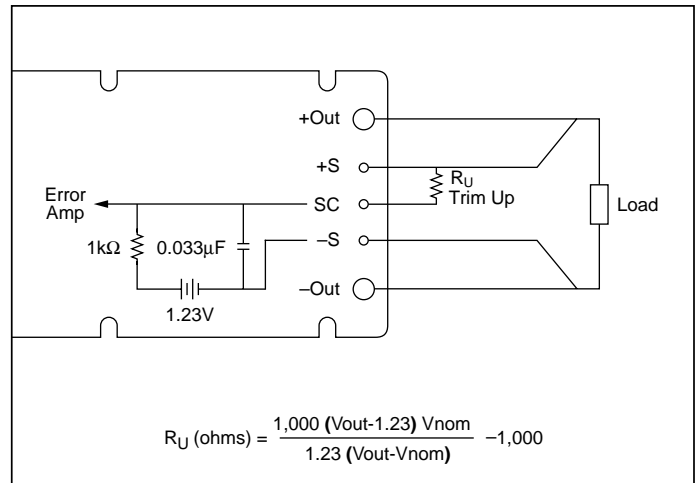 +Out
+S
R_U
Trim Up
Error
Amp
SC
Load
1kΩ
0.033μF
–S
–Out
1.23V
R_U (ohms) = 1,000 (Vout-1.23) Vnom / 1.23 (Vout-Vnom) –1,000